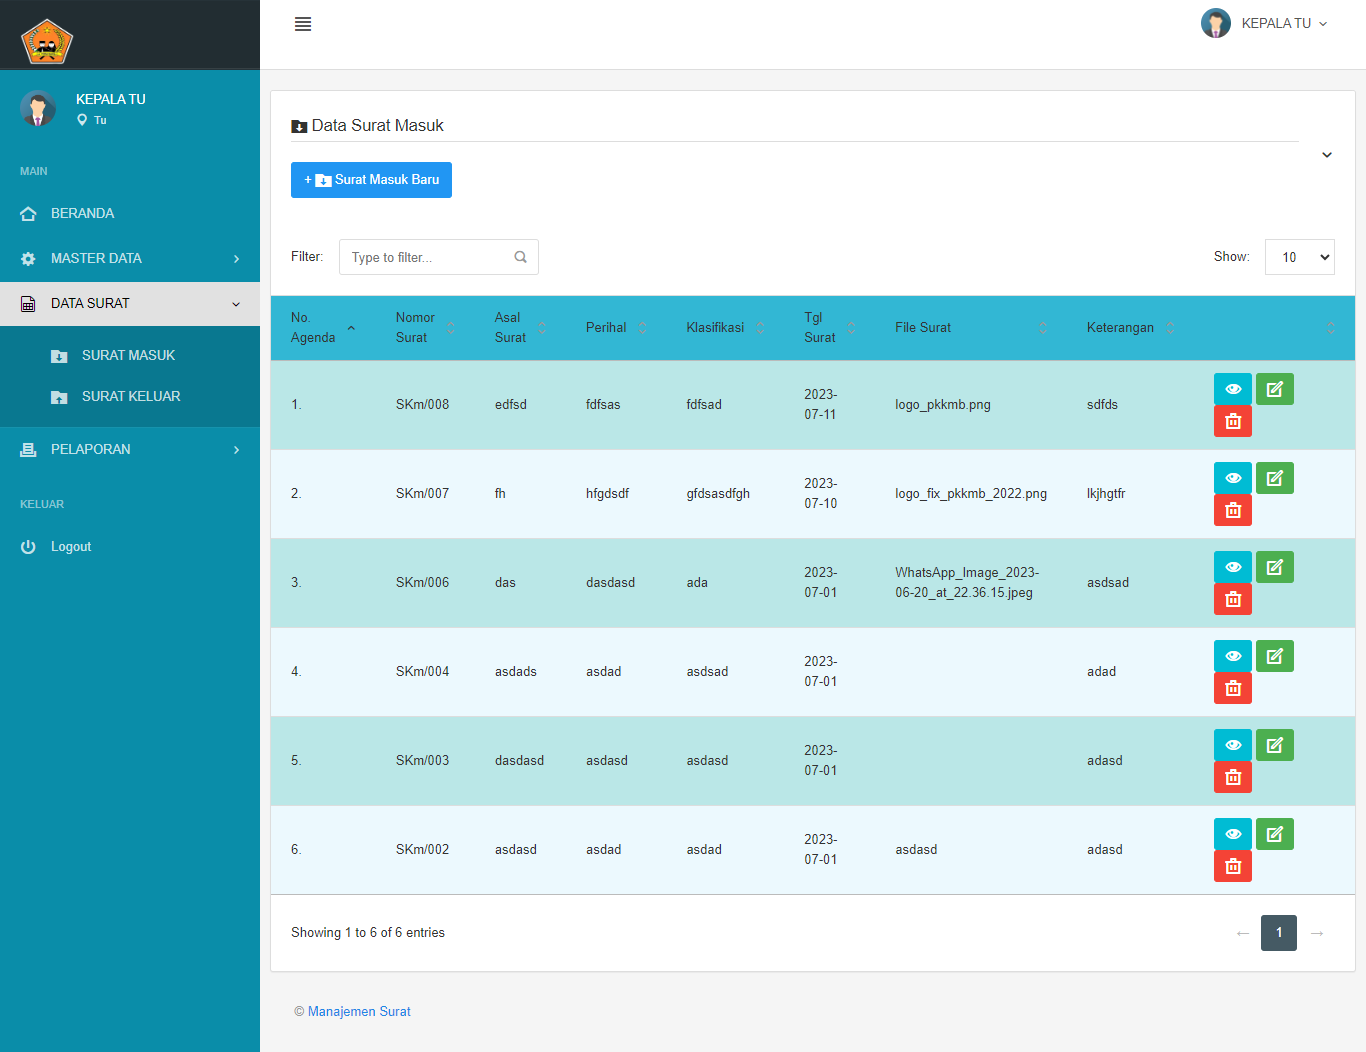 KEPALA TU
KEPALA TU
Tu
MAIN
BERANDA
MASTER DATA
DATA SURAT
SURAT MASUK
SURAT KELUAR
PELAPORAN
KELUAR
Logout
Data Surat Masuk
+ Surat Masuk Baru
Filter: Type to filter... Show: 10
No. Agenda Nomor Surat Asal Surat Perihal Klasifikasi Tgl Surat File Surat Keterangan
1. SKm/008 edfsd fdfsas fdfsad 2023-07-11 logo_pkkmb.png sdfds
2. SKm/007 fh hfgdsdf gfdsasdfgh 2023-07-10 logo_fix_pkkmb_2022.png lkjhgtfr
3. SKm/006 das dasdasd ada 2023-07-01 WhatsApp_Image_2023-06-20_at_22.36.15.jpeg asdsad
4. SKm/004 asdads asdad asdsad 2023-07-01 adad
5. SKm/003 dasdasd asdasd asdasd 2023-07-01 adasd
6. SKm/002 asdasd asdad asdad 2023-07-01 asdasd adasd
Showing 1 to 6 of 6 entries ← 1 →
© Manajemen Surat